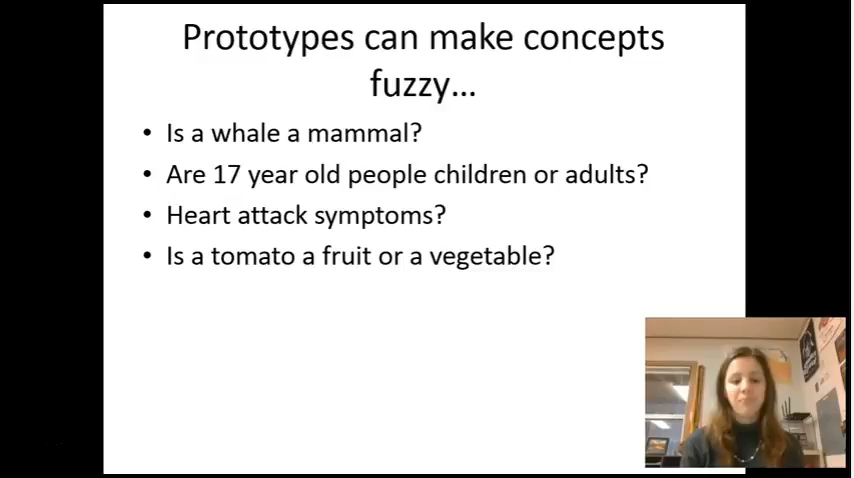 Prototypes can make concepts
fuzzy...
• Is a whale a mammal?
• Are 17 year old people children or adults?
• Heart attack symptoms?
• Is a tomato a fruit or a vegetable?